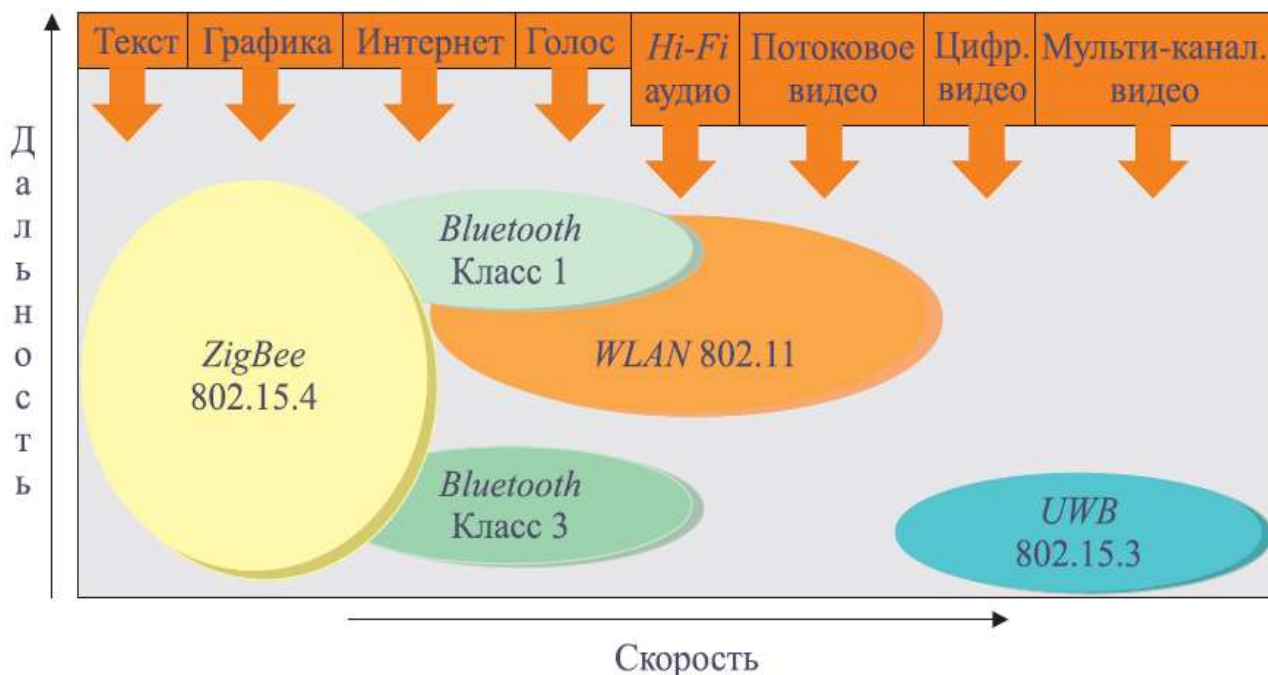 Текст
Графика
Интернет
Голос
Hi-Fi
аудио
Потоковое
видео
Цифр.
видео
Мульти-канал.
видео
Дальность
Bluetooth
Класс 1
ZigBee
802.15.4
WLAN 802.11
Bluetooth
Класс 3
UWB
802.15.3
Скорость